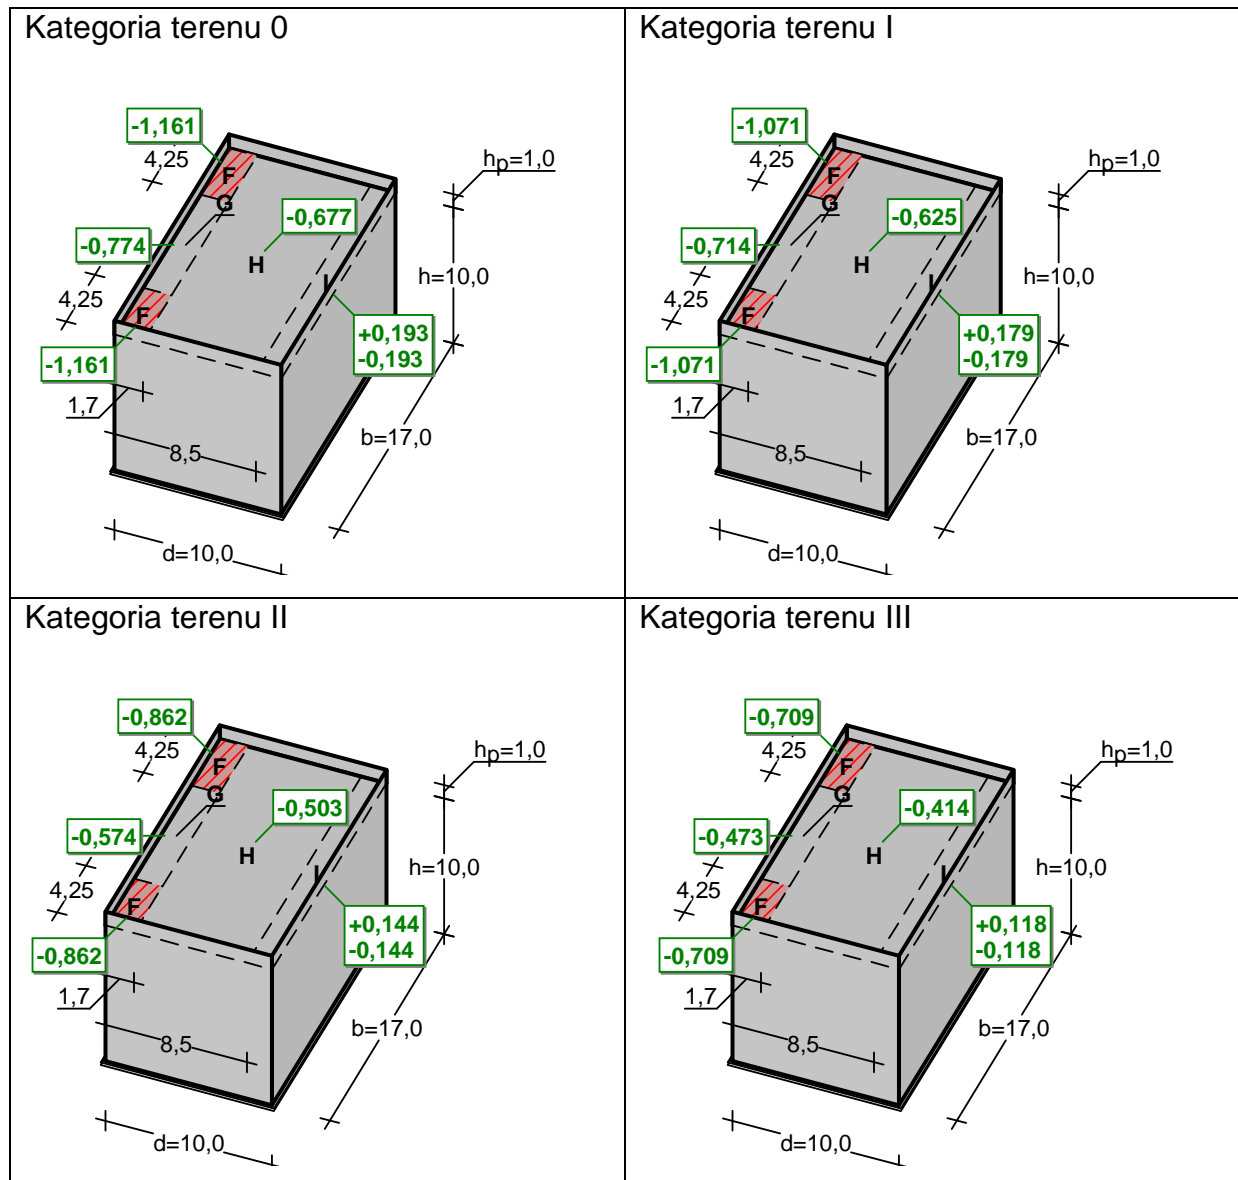 Kategoria terenu 0
-1,161
4,25
F
hp=1,0
G
-0,677
-0,774
H
I
h=10,0
4,25
F
+0,193
-0,193
-1,161
1,7
8,5
b=17,0
d=10,0
Kategoria terenu I
-1,071
4,25
F
hp=1,0
G
-0,625
-0,714
H
I
h=10,0
4,25
F
+0,179
-0,179
-1,071
1,7
8,5
b=17,0
d=10,0
Kategoria terenu II
-0,862
4,25
F
hp=1,0
G
-0,503
-0,574
H
I
h=10,0
4,25
F
+0,144
-0,144
-0,862
1,7
8,5
b=17,0
d=10,0
Kategoria terenu III
-0,709
4,25
F
hp=1,0
G
-0,414
-0,473
H
I
h=10,0
4,25
F
+0,118
-0,118
-0,709
1,7
8,5
b=17,0
d=10,0